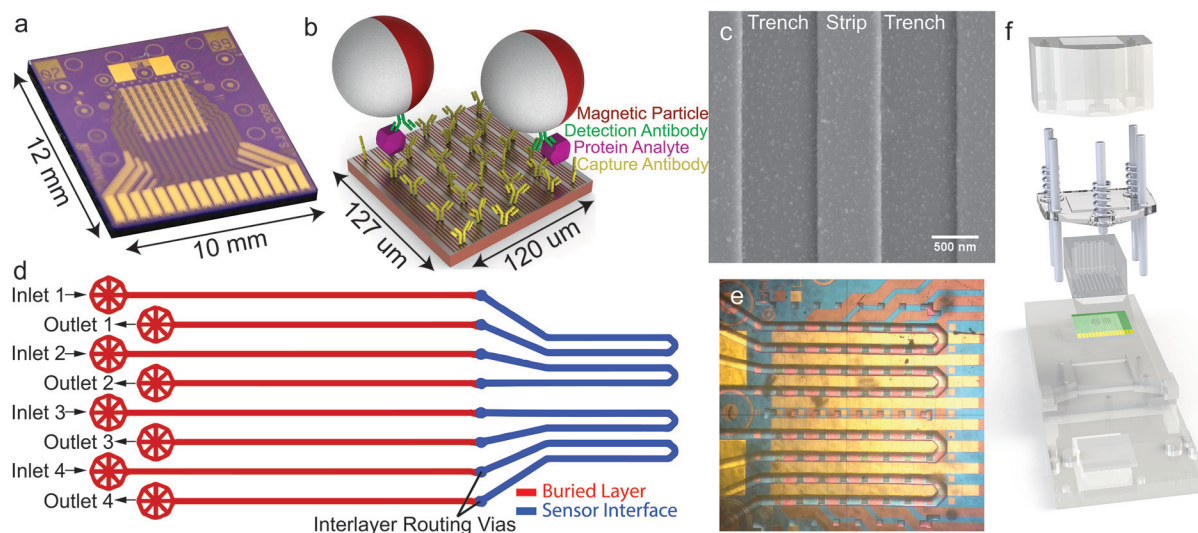 a
12 mm
10 mm
b
Magnetic Particle
Detection Antibody
Protein Analyte
Capture Antibody
127 um
120 um
c
Trench Strip Trench
500 nm
d
Inlet 1
Outlet 1
Inlet 2
Outlet 2
Inlet 3
Outlet 3
Inlet 4
Outlet 4
Interlayer Routing Vias
Buried Layer
Sensor Interface
e
f